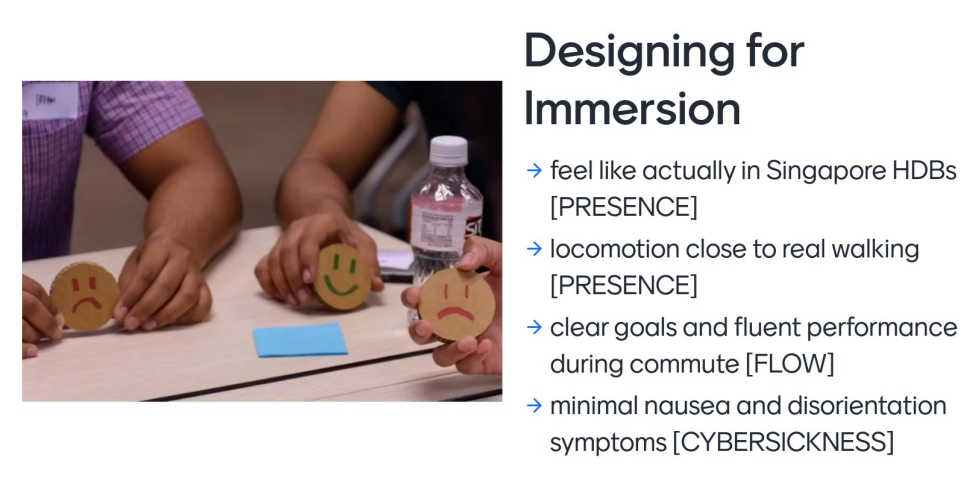 Designing for
Immersion
→ feel like actually in Singapore HDBs
[PRESENCE]
→ locomotion close to real walking
[PRESENCE]
→ clear goals and fluent performance
during commute [FLOW]
→ minimal nausea and disorientation
symptoms [CYBERSICKNESS]